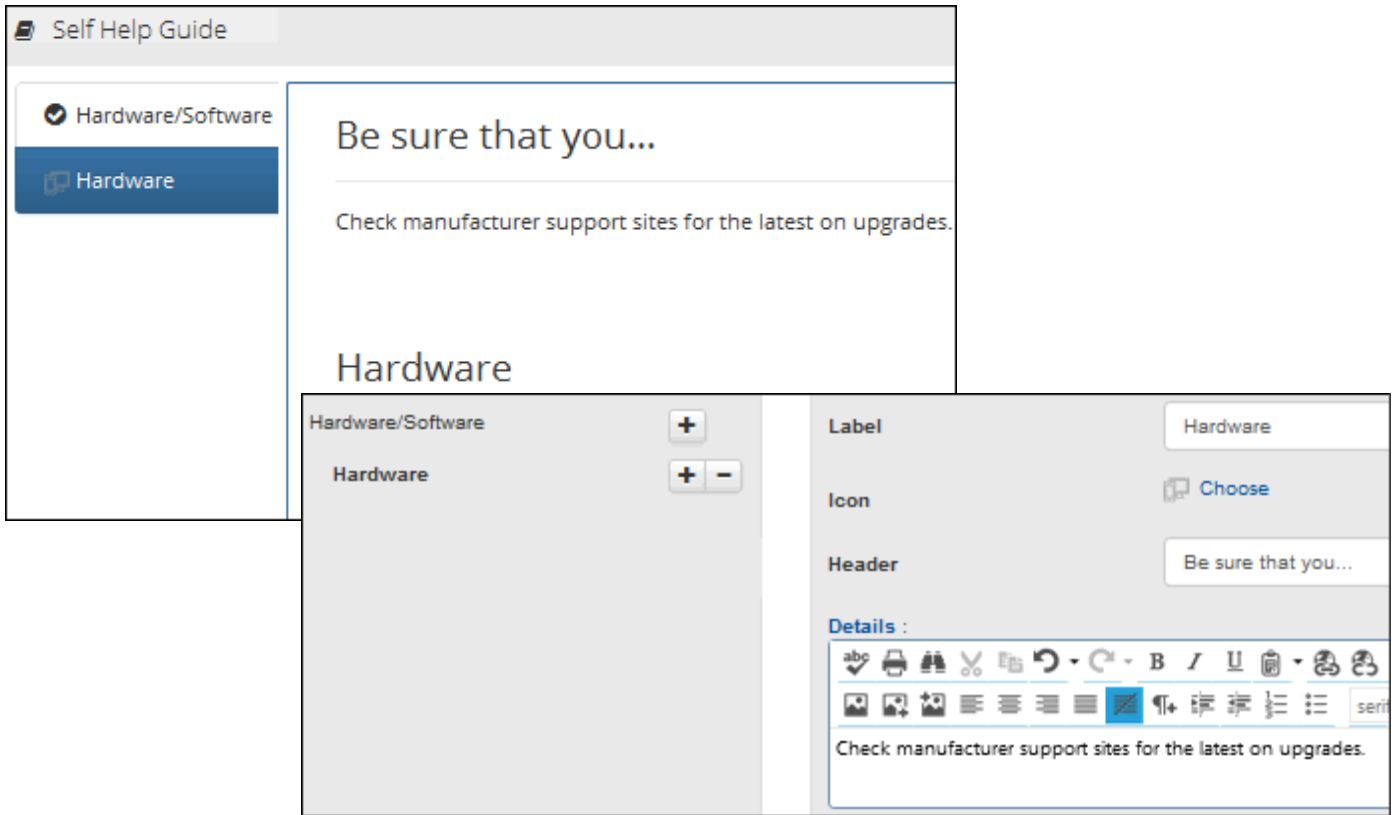 Self Help Guide
Hardware/Software
Hardware
Be sure that you...
Check manufacturer support sites for the latest on upgrades.
Hardware
Hardware/Software
Hardware
Label Hardware
Icon Choose
Header Be sure that you...
Details :
abc
B I U
serif
Check manufacturer support sites for the latest on upgrades.